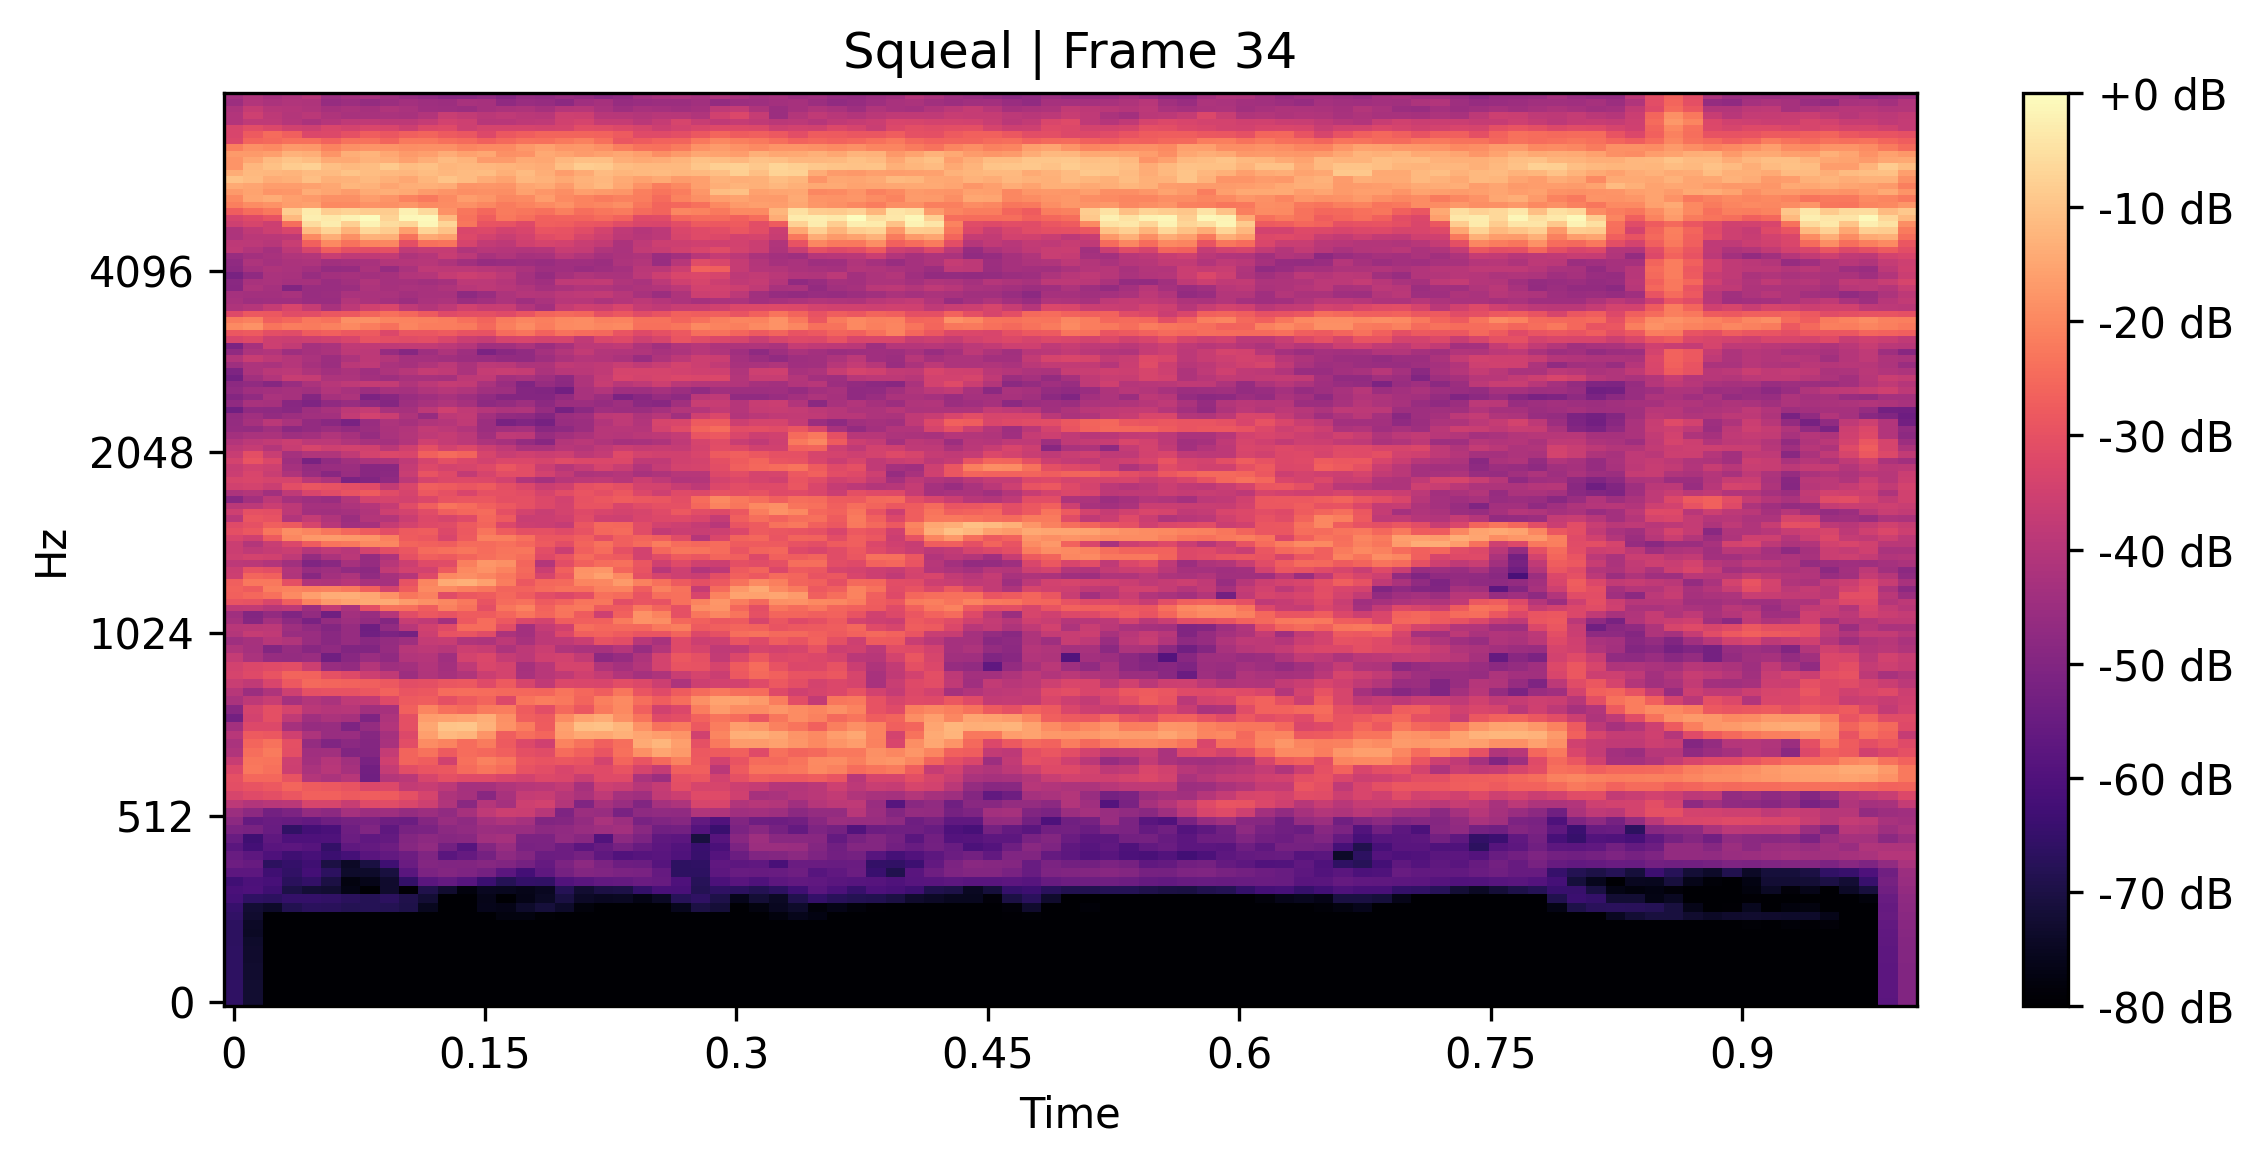 Squeal | Frame 34
+0 dB
-10 dB
-20 dB
-30 dB
-40 dB
-50 dB
-60 dB
-70 dB
-80 dB
Hz
4096
2048
1024
512
0
0 0.15 0.3 0.45 0.6 0.75 0.9
Time